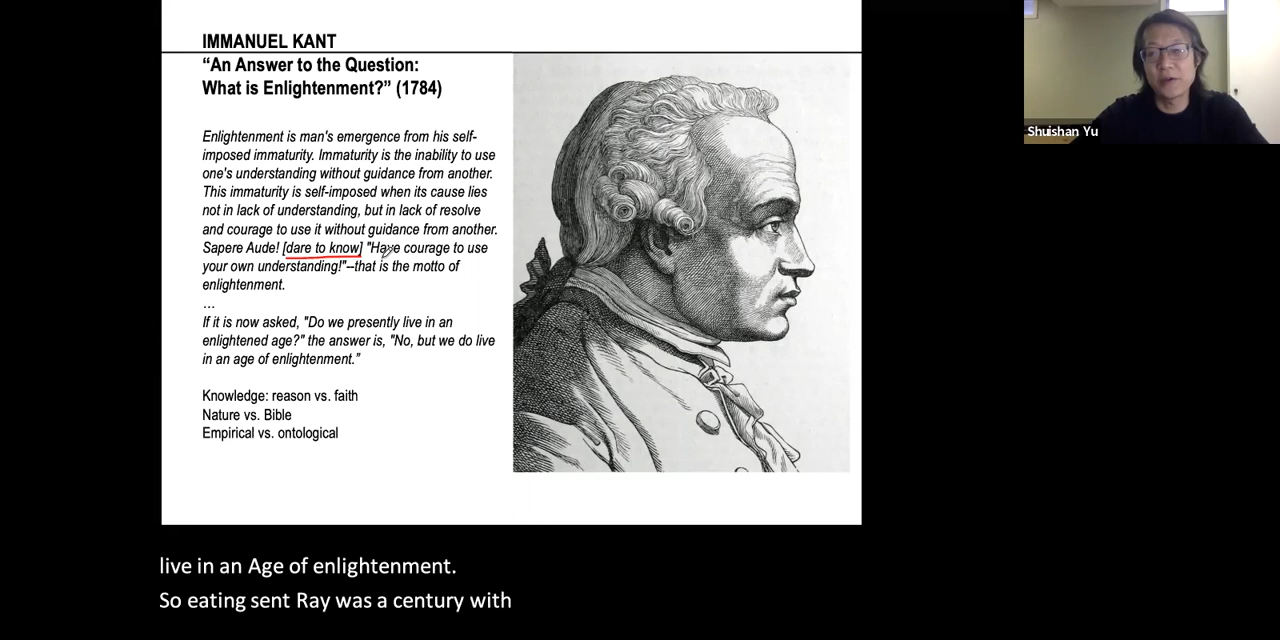 IMMANUEL KANT
“An Answer to the Question:
What is Enlightenment?” (1784)
Enlightenment is man's emergence from his self-
imposed immaturity. Immaturity is the inability to use
one's understanding without guidance from another.
This immaturity is self-imposed when its cause lies
not in lack of understanding, but in lack of resolve
and courage to use it without guidance from another.
Sapere Aude! [dare to know] "Have courage to use
your own understanding!"--that is the motto of
enlightenment.
…
If it is now asked, "Do we presently live in an
enlightened age?" the answer is, "No, but we do live
in an age of enlightenment.”
Knowledge: reason vs. faith
Nature vs. Bible
Empirical vs. ontological
Shuishan Yu
live in an Age of enlightenment.
So eating sent Ray was a century with